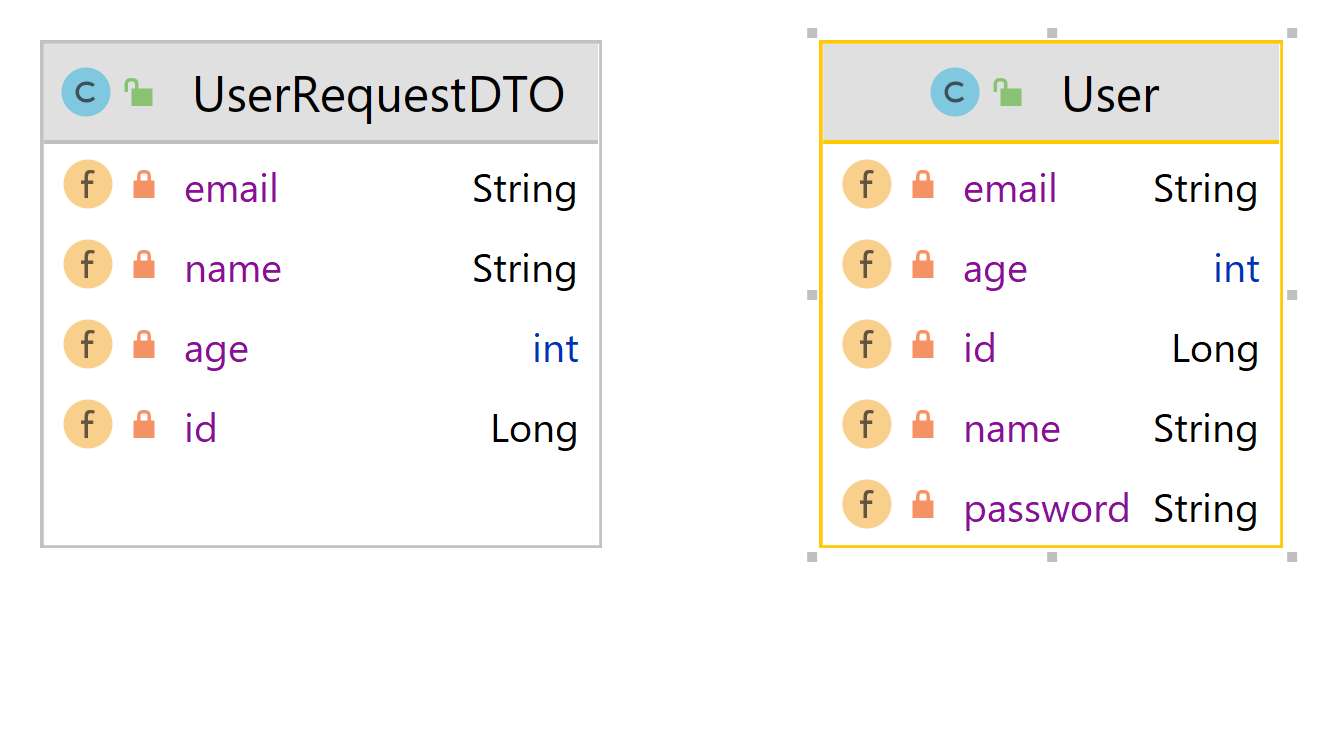 C UserRequestDTO
f email String
f name String
f age int
f id Long
C User
f email String
f age int
f id Long
f name String
f password String